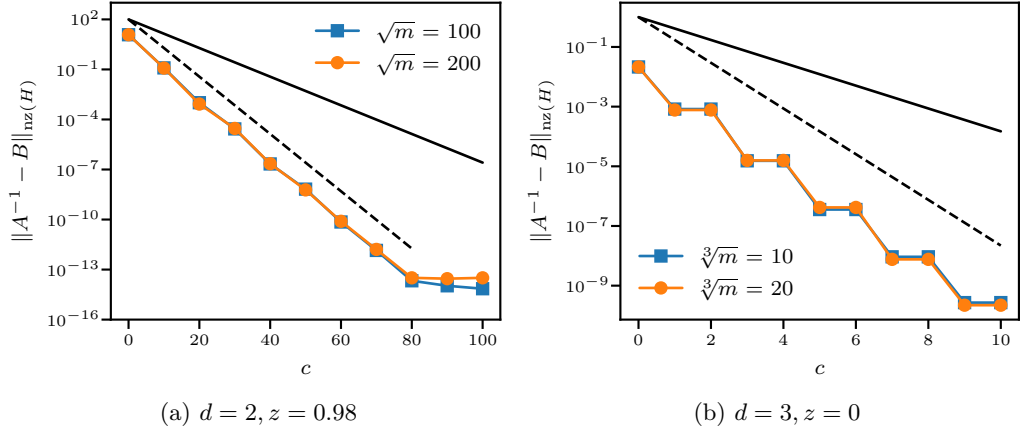 10^2
10^{-1}
10^{-4}
10^{-7}
10^{-10}
10^{-13}
10^{-16}
||A^{-1} − B||_{nz(H)}
√m = 100
√m = 200
0 20 40 60 80 100
c
(a) d = 2, z = 0.98
10^{-1}
10^{-3}
10^{-5}
10^{-7}
10^{-9}
||A^{-1} − B||_{nz(H)}
∛m = 10
∛m = 20
0 2 4 6 8 10
c
(b) d = 3, z = 0